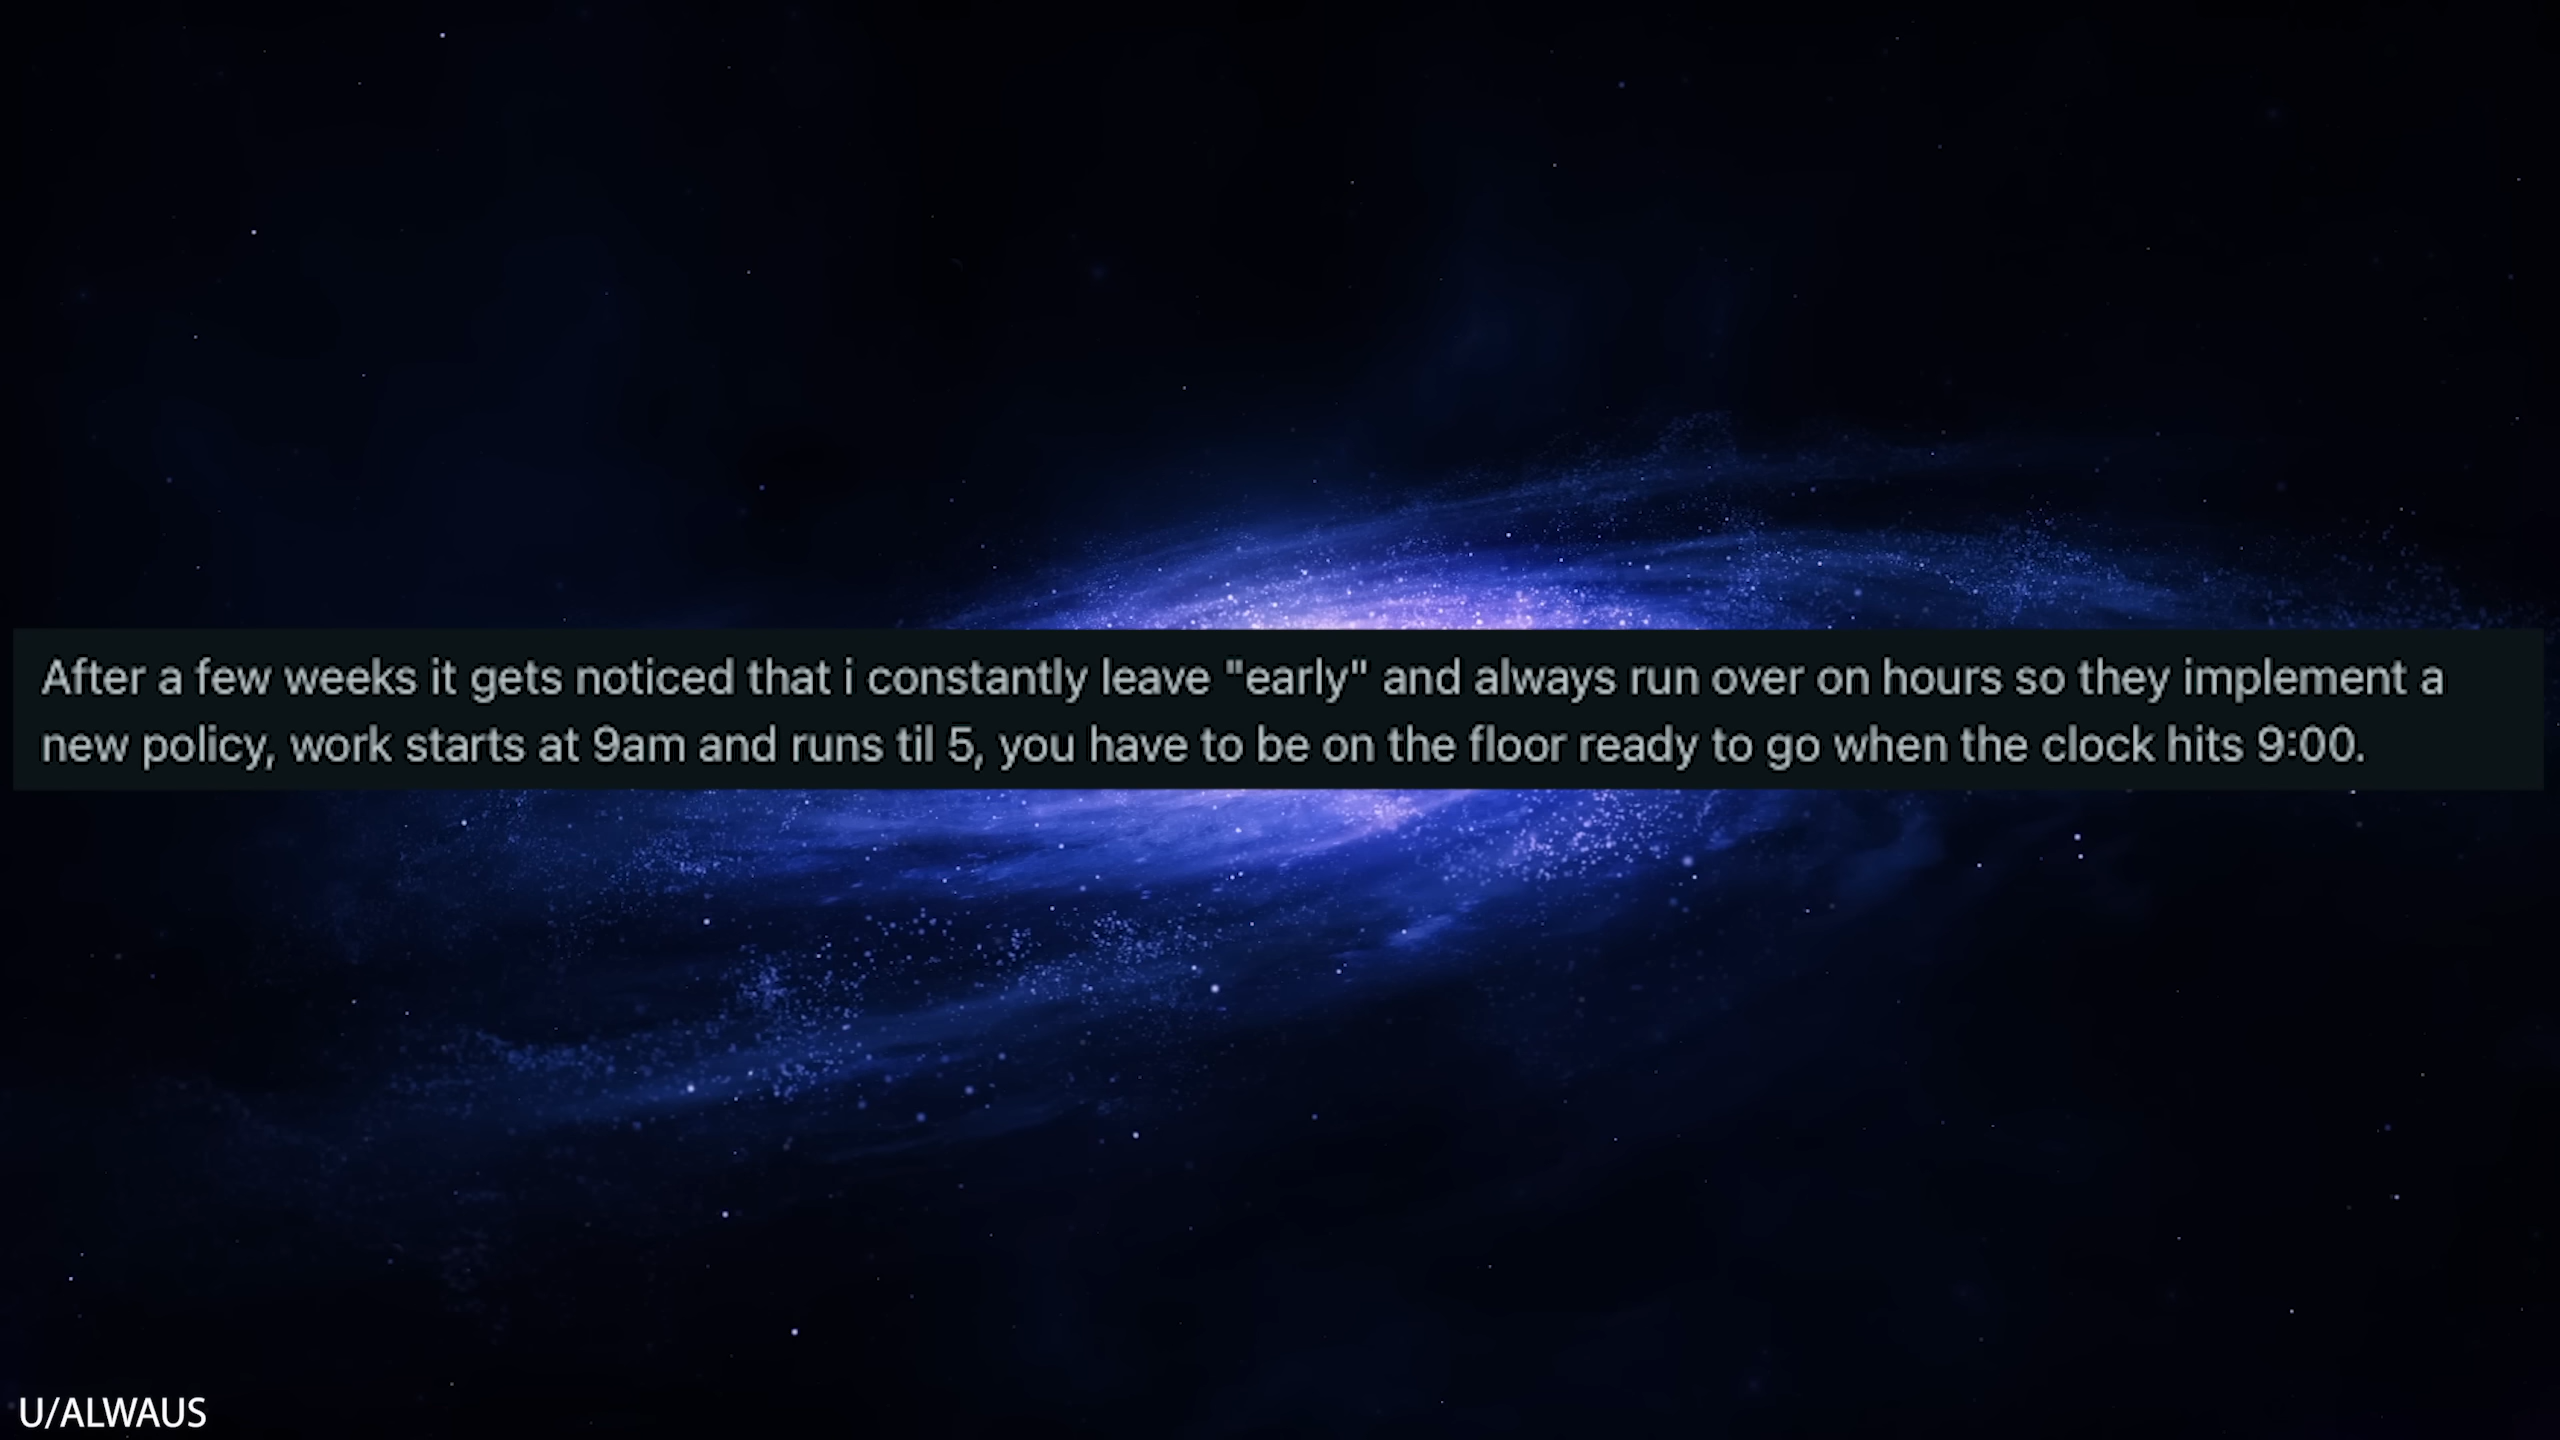 After a few weeks it gets noticed that i constantly leave "early" and always run over on hours so they implement a
new policy, work starts at 9am and runs til 5, you have to be on the floor ready to go when the clock hits 9:00.
U/ALWAUS